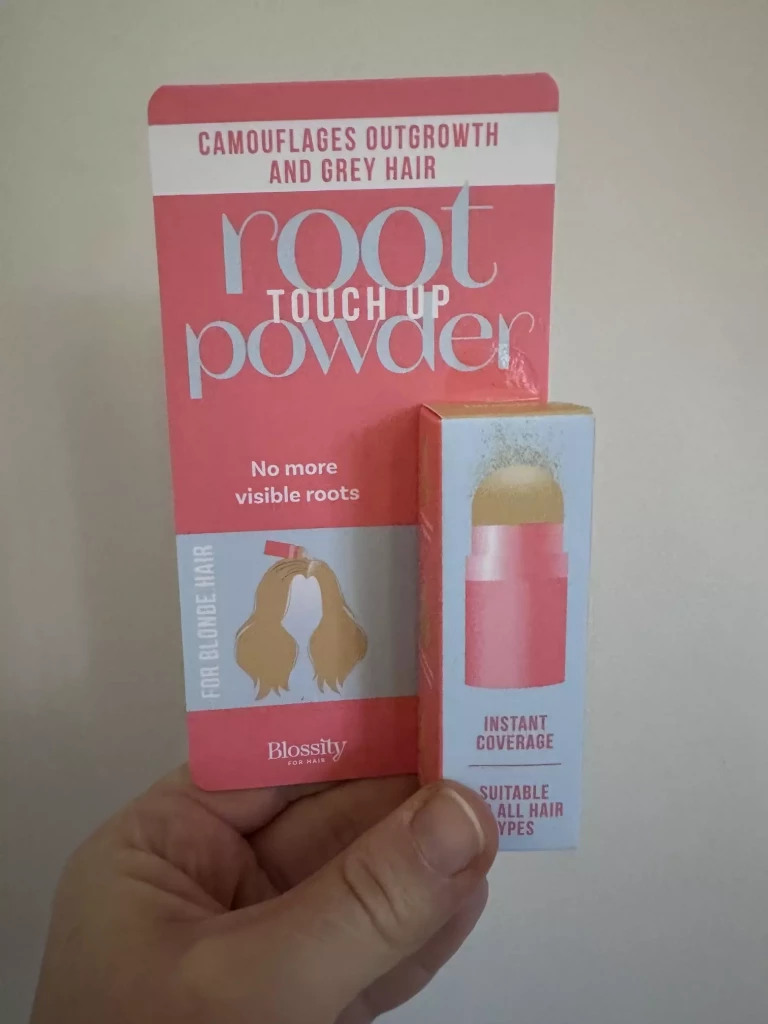 CAMOUFLAGES OUTGROWTH
AND GREY HAIR
root
TOUCH UP
powder
No more
visible roots
FOR BLONDE HAIR
Blossity
FOR HAIR
INSTANT
COVERAGE
SUITABLE
ALL HAIR
YPES